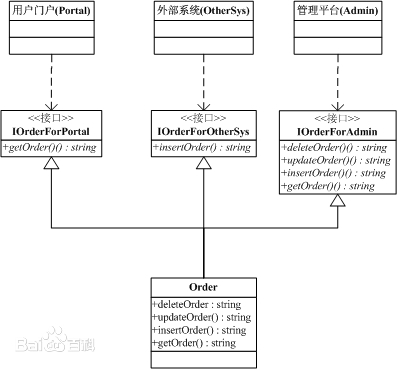 用户门户(Portal)
外部系统(OtherSys)
管理平台(Admin)
<<接口>>
IOrderForPortal
+getOrder()() : string
<<接口>>
IOrderForOtherSys
+insertOrder() : string
<<接口>>
IOrderForAdmin
+deleteOrder()() : string
+updateOrder()() : string
+insertOrder()() : string
+getOrder()() : string
Order
+deleteOrder : string
+updateOrder() : string
+insertOrder() : string
+getOrder() : string
Bai百科